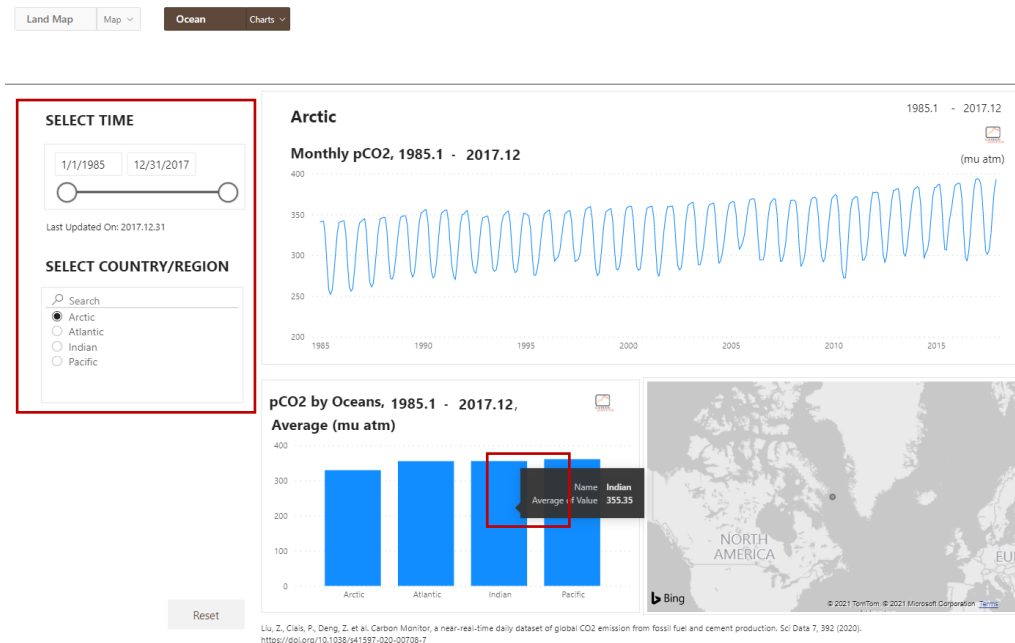 Land Map Map
Ocean Charts
SELECT TIME
1/1/1985 12/31/2017
Last Updated On: 2017.12.31
SELECT COUNTRY/REGION
Search
Arctic
Atlantic
Indian
Pacific
Reset
Arctic
1985.1 - 2017.12
Monthly pCO2, 1985.1 - 2017.12
(mu atm)
400
350
300
250
200
1985 1990 1995 2000 2005 2010 2015
pCO2 by Oceans, 1985.1 - 2017.12,
Average (mu atm)
400
300
200
100
0
Arctic Atlantic Indian Pacific
Name Indian
Average of Value 355.35
NORTH
AMERICA
EU
Bing
© 2021 TomTom, © 2021 Microsoft Corporation Terms
Liu, Z., Ciais, P., Deng, Z. et al. Carbon Monitor, a near-real-time daily dataset of global CO2 emission from fossil fuel and cement production. Sci Data 7, 392 (2020).
https://doi.org/10.1038/s41597-020-00708-7